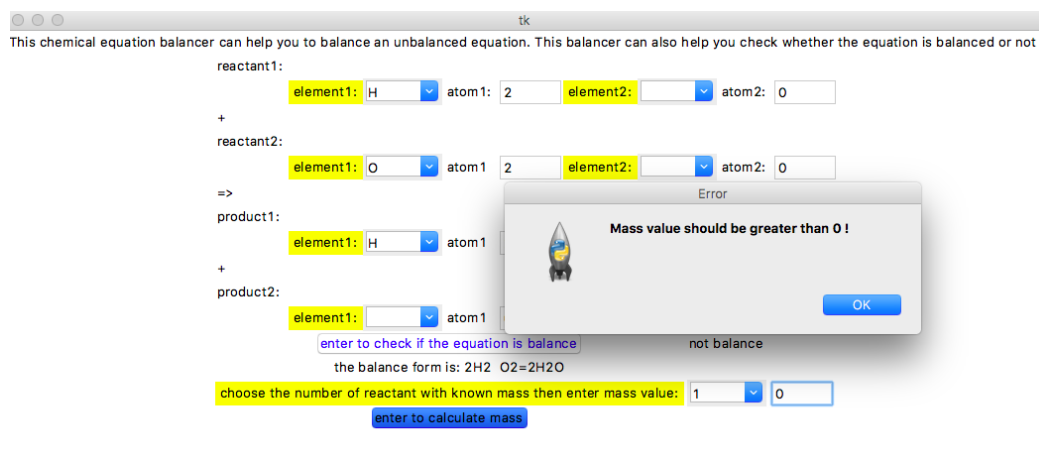 tk
This chemical equation balancer can help you to balance an unbalanced equation. This balancer can also help you check whether the equation is balanced or not
reactant1:
element1: H atom1: 2 element2: atom2: 0
+
reactant2:
element1: O atom1 2 element2: atom2: 0
=>
Error
product1:
Mass value should be greater than 0 !
element1: H atom1
+
product2:
OK
element1: atom1
enter to check if the equation is balance not balance
the balance form is: 2H2 O2=2H2O
choose the number of reactant with known mass then enter mass value: 1 0
enter to calculate mass